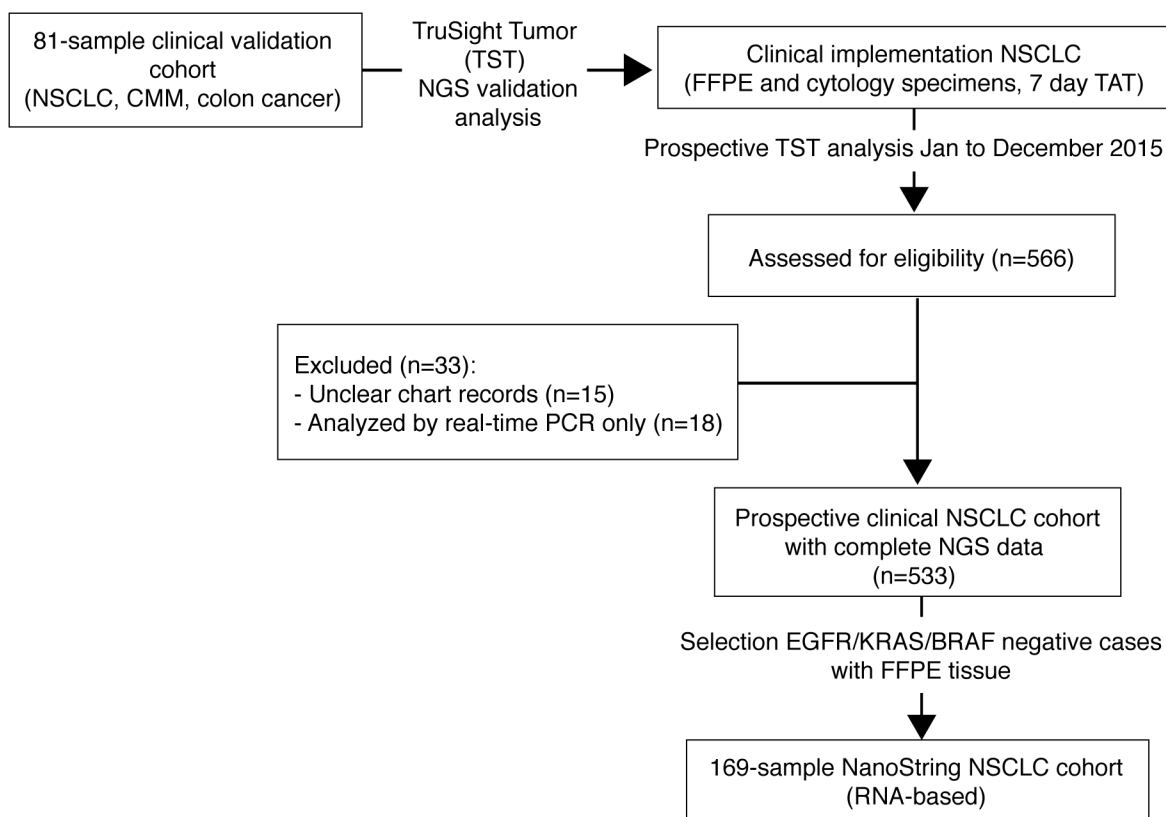 81-sample clinical validation
cohort
(NSCLC, CMM, colon cancer)
TruSight Tumor
(TST)
NGS validation
analysis
Clinical implementation NSCLC
(FFPE and cytology specimens, 7 day TAT)
Prospective TST analysis Jan to December 2015
Assessed for eligibility (n=566)
Excluded (n=33):
- Unclear chart records (n=15)
- Analyzed by real-time PCR only (n=18)
Prospective clinical NSCLC cohort
with complete NGS data
(n=533)
Selection EGFR/KRAS/BRAF negative cases
with FFPE tissue
169-sample NanoString NSCLC cohort
(RNA-based)